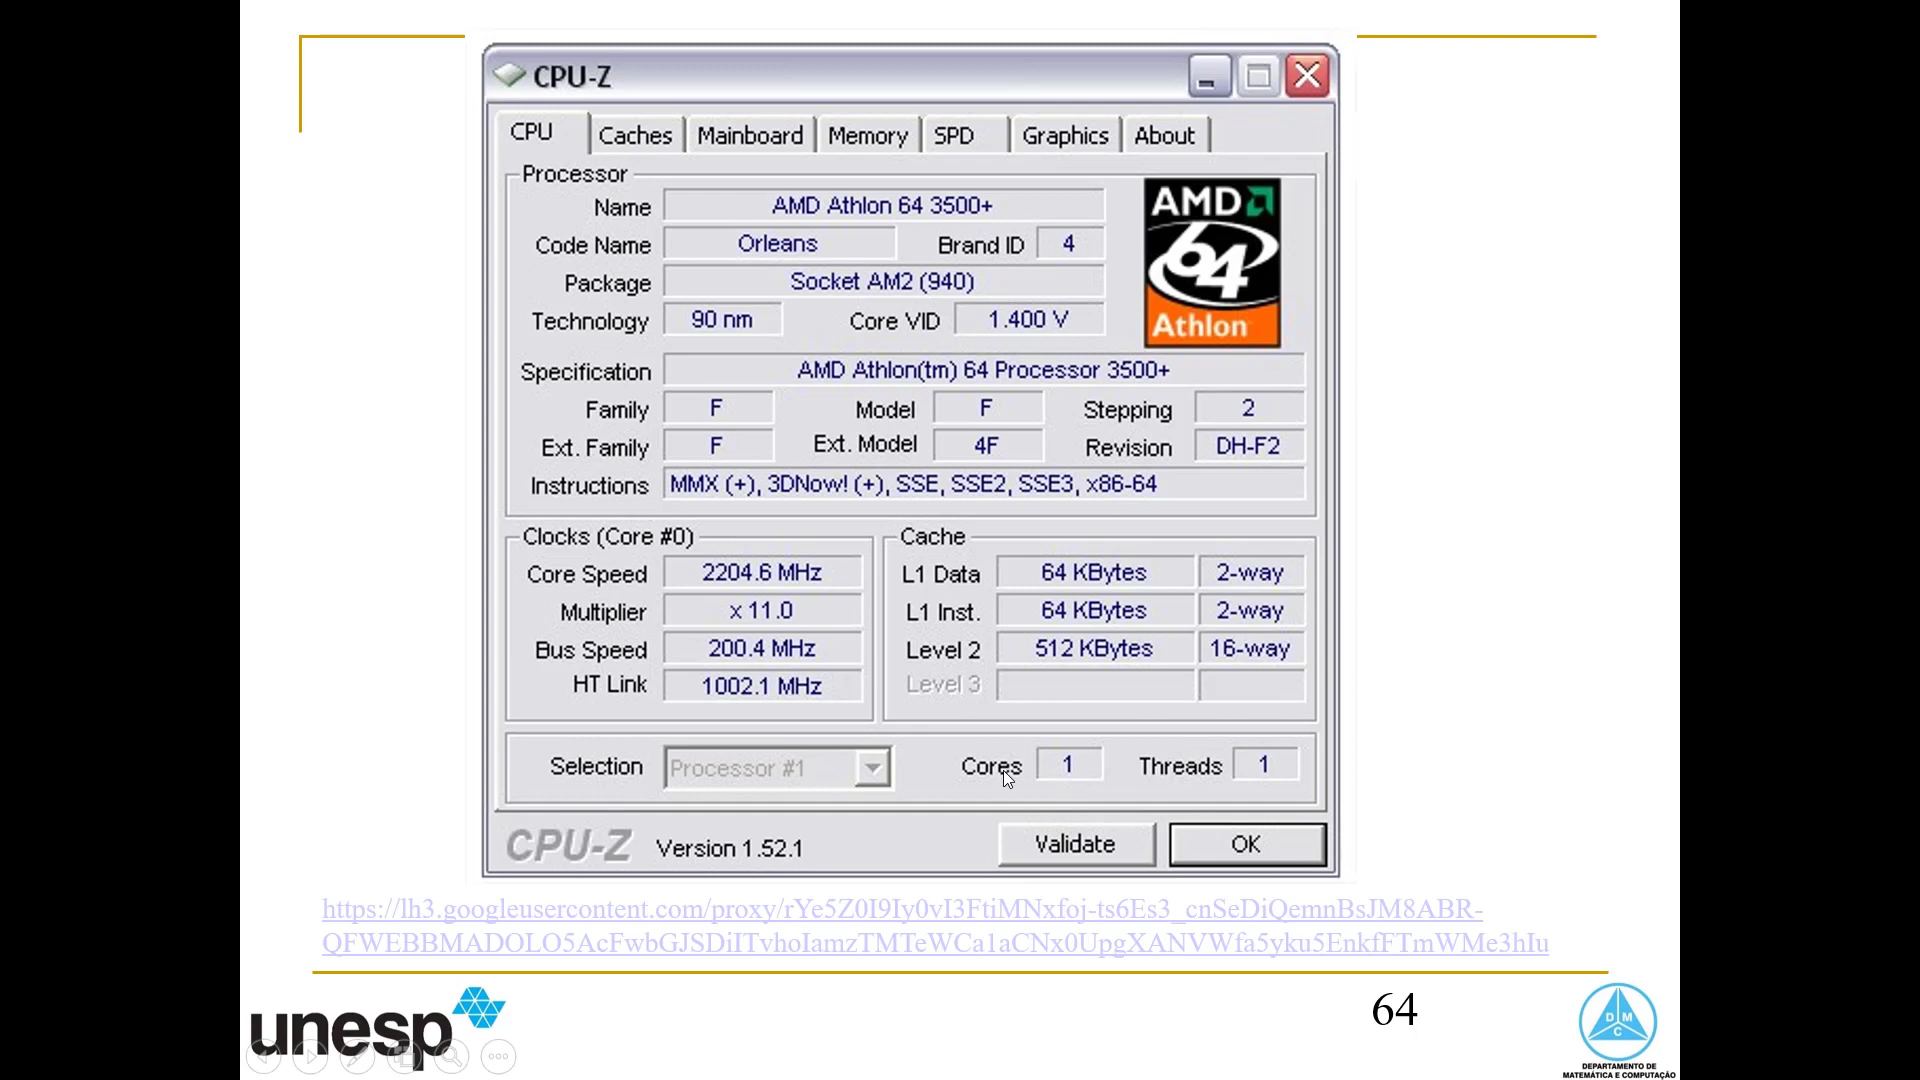 CPU-Z
CPU Caches Mainboard Memory SPD Graphics About
Processor
Name AMD Athlon 64 3500+
Code Name Orleans Brand ID 4
Package Socket AM2 (940)
Technology 90 nm Core VID 1.400 V
AMD
64
Athlon
Specification AMD Athlon(tm) 64 Processor 3500+
Family F Model F Stepping 2
Ext. Family F Ext. Model 4F Revision DH-F2
Instructions MMX (+), 3DNow! (+), SSE, SSE2, SSE3, x86-64
Clocks (Core #0)
Core Speed 2204.6 MHz
Multiplier x 11.0
Bus Speed 200.4 MHz
HT Link 1002.1 MHz
Cache
L1 Data 64 KBytes 2-way
L1 Inst. 64 KBytes 2-way
Level 2 512 KBytes 16-way
Level 3
Selection Processor #1 Cores 1 Threads 1
CPU-Z Version 1.52.1 Validate OK
https://lh3.googleusercontent.com/proxy/rYe5Z0I9Iy0vI3FtiMNxfoj-ts6Es3_cnSeDiQemnBsJM8ABR-
QFWEBBMADOLO5AcFwbGJSDiITvhoIamzTMTeWCa1aCNx0UpgXANVWfa5yku5EnkfFTmWMe3hIu
unesp
64
D M
C
DEPARTAMENTO DE
MATEMÁTICA E COMPUTAÇÃO